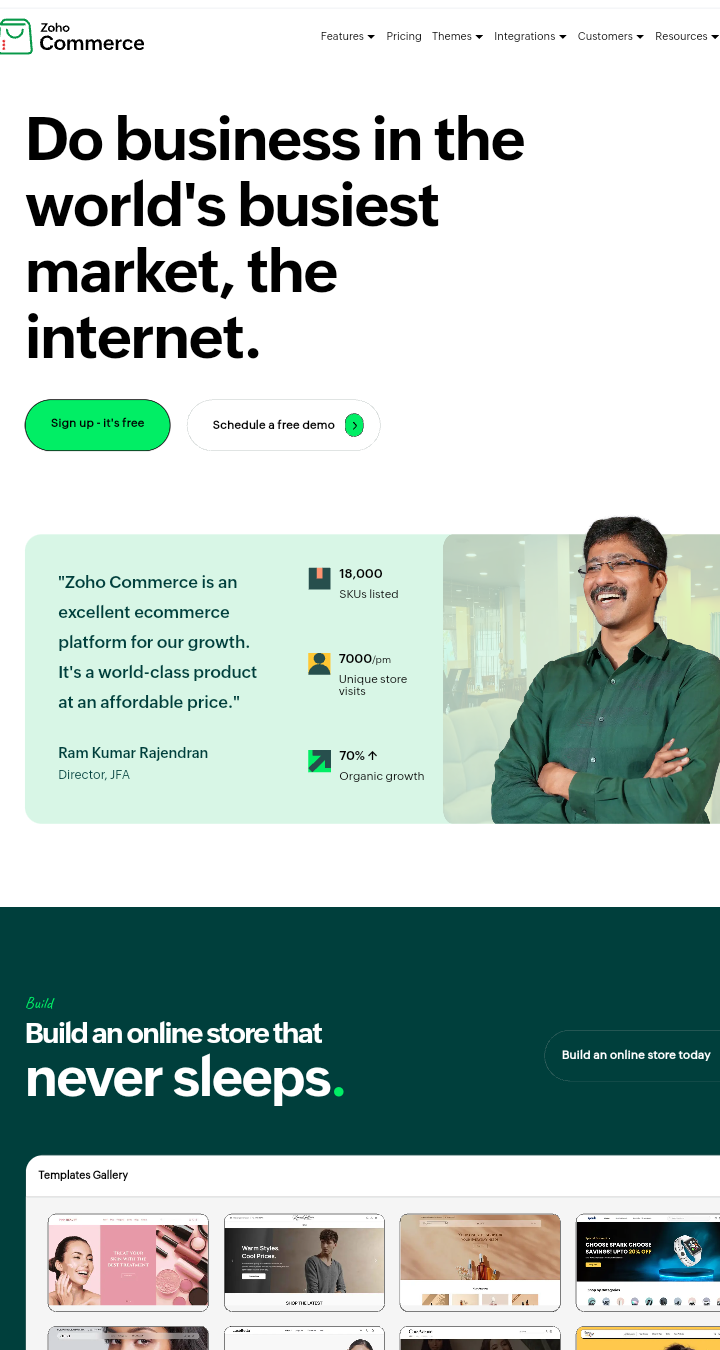 Zoho
Commerce
Features
Pricing
Themes
Integrations
Customers
Resources
Do business in the
world's busiest
market, the
internet.
Sign up - it's free
Schedule a free demo
"Zoho Commerce is an
excellent ecommerce
platform for our growth.
It's a world-class product
at an affordable price."
Ram Kumar Rajendran
Director, JFA
18,000
SKUs listed
7000/pm
Unique store
visits
70% ↑
Organic growth
Build
Build an online store that
never sleeps.
Build an online store today
Templates Gallery
TREAT YOUR
SKIN WITH THE
BEST TREATMENT
Warm Styles,
Cool Prices.
SHOP THE LATEST
CHOOSE SPARK CHOOSE
SAVINGS! UPTO 20% OFF
Shop by Categories